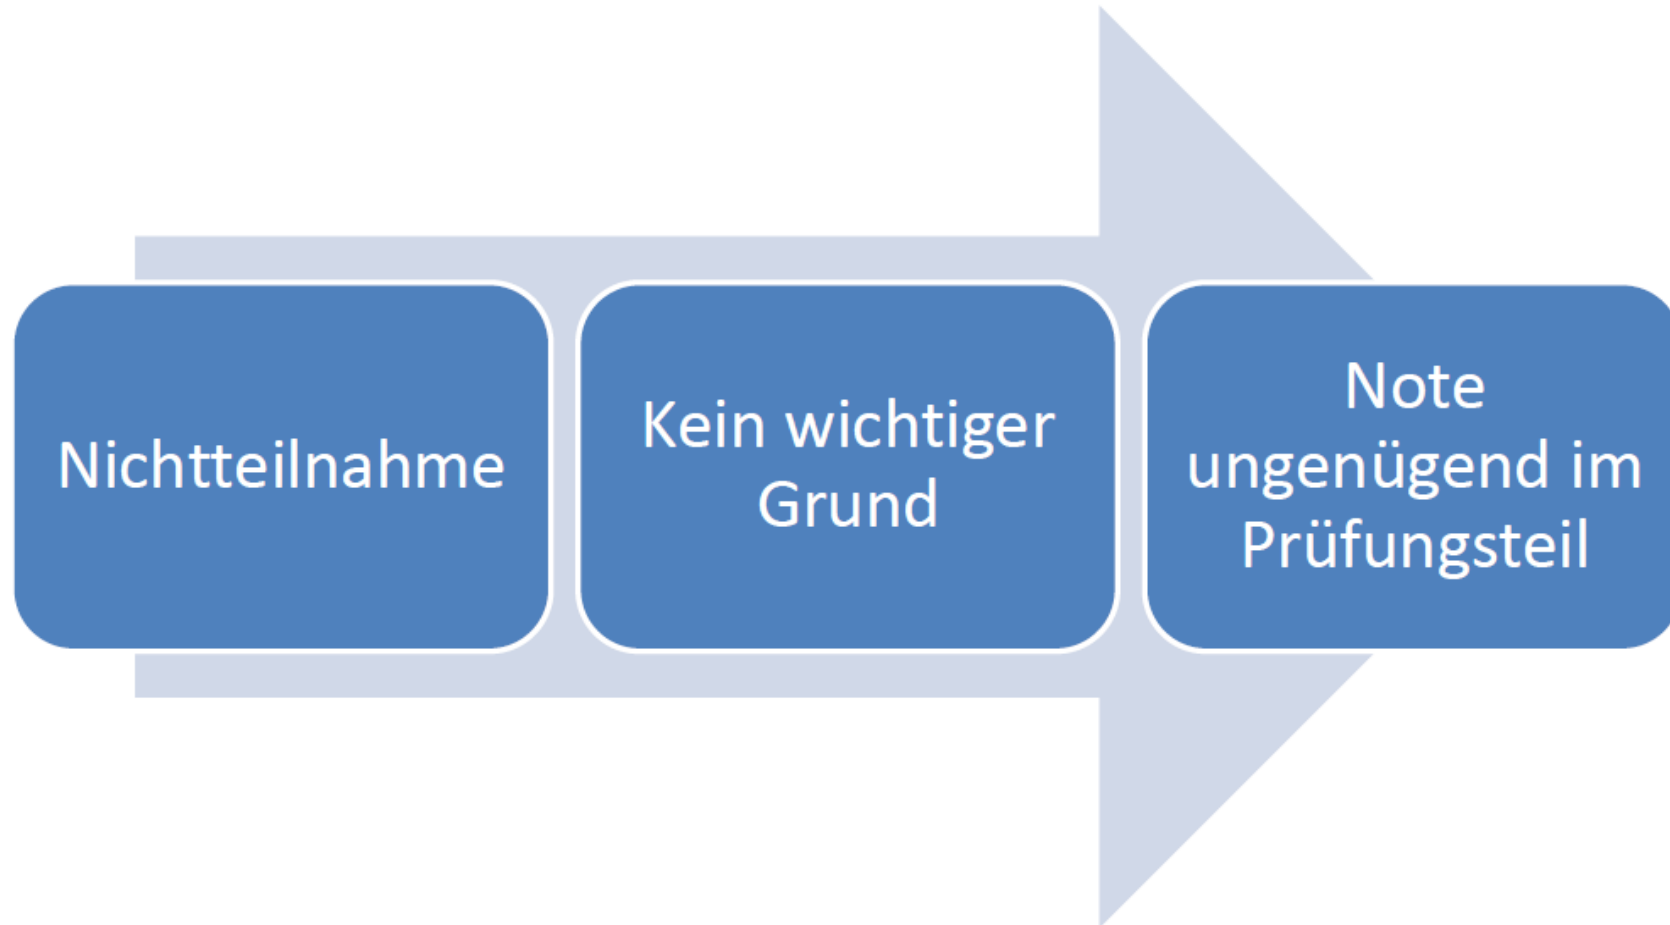 Nichtteilnahme
Kein wichtiger
Grund
Note
ungenügend im
Prüfungsteil